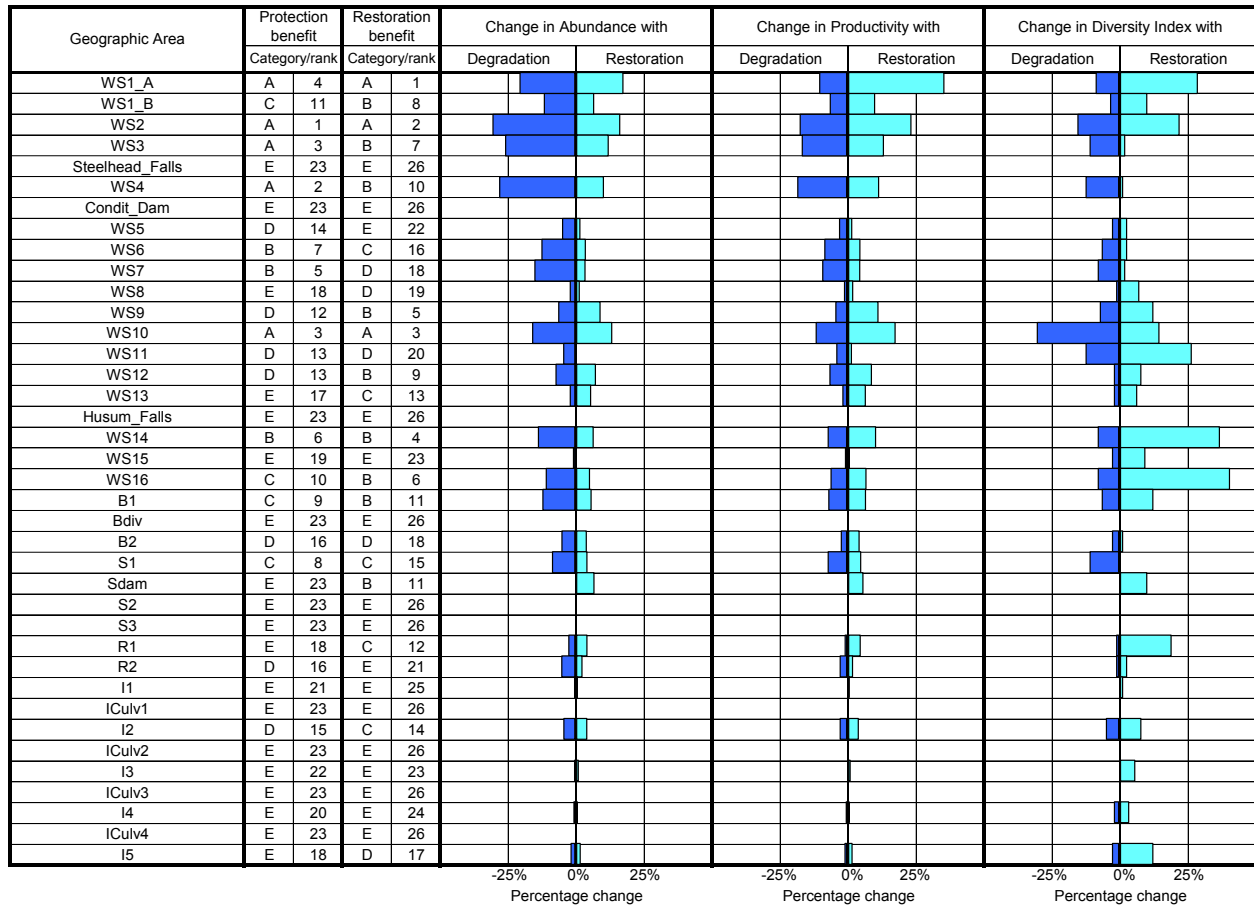 Geographic Area Protection benefit Restoration benefit Change in Abundance with Change in Productivity with Change in Diversity Index with
Category/rank Category/rank Degradation Restoration Degradation Restoration Degradation Restoration
WS1_A A 4 A 1
WS1_B C 11 B 8
WS2 A 1 A 2
WS3 A 3 B 7
Steelhead_Falls E 23 E 26
WS4 A 2 B 10
Condit_Dam E 23 E 26
WS5 D 14 E 22
WS6 B 7 C 16
WS7 B 5 D 18
WS8 E 18 D 19
WS9 D 12 B 5
WS10 A 3 A 3
WS11 D 13 D 20
WS12 D 13 B 9
WS13 E 17 C 13
Husum_Falls E 23 E 26
WS14 B 6 B 4
WS15 E 19 E 23
WS16 C 10 B 6
B1 C 9 B 11
Bdiv E 23 E 26
B2 D 16 D 18
S1 C 8 C 15
Sdam E 23 B 11
S2 E 23 E 26
S3 E 23 E 26
R1 E 18 C 12
R2 D 16 E 21
I1 E 21 E 25
ICulv1 E 23 E 26
I2 D 15 C 14
ICulv2 E 23 E 26
I3 E 22 E 23
ICulv3 E 23 E 26
I4 E 20 E 24
ICulv4 E 23 E 26
I5 E 18 D 17
-25% 0% 25% -25% 0% 25% -25% 0% 25%
Percentage change Percentage change Percentage change